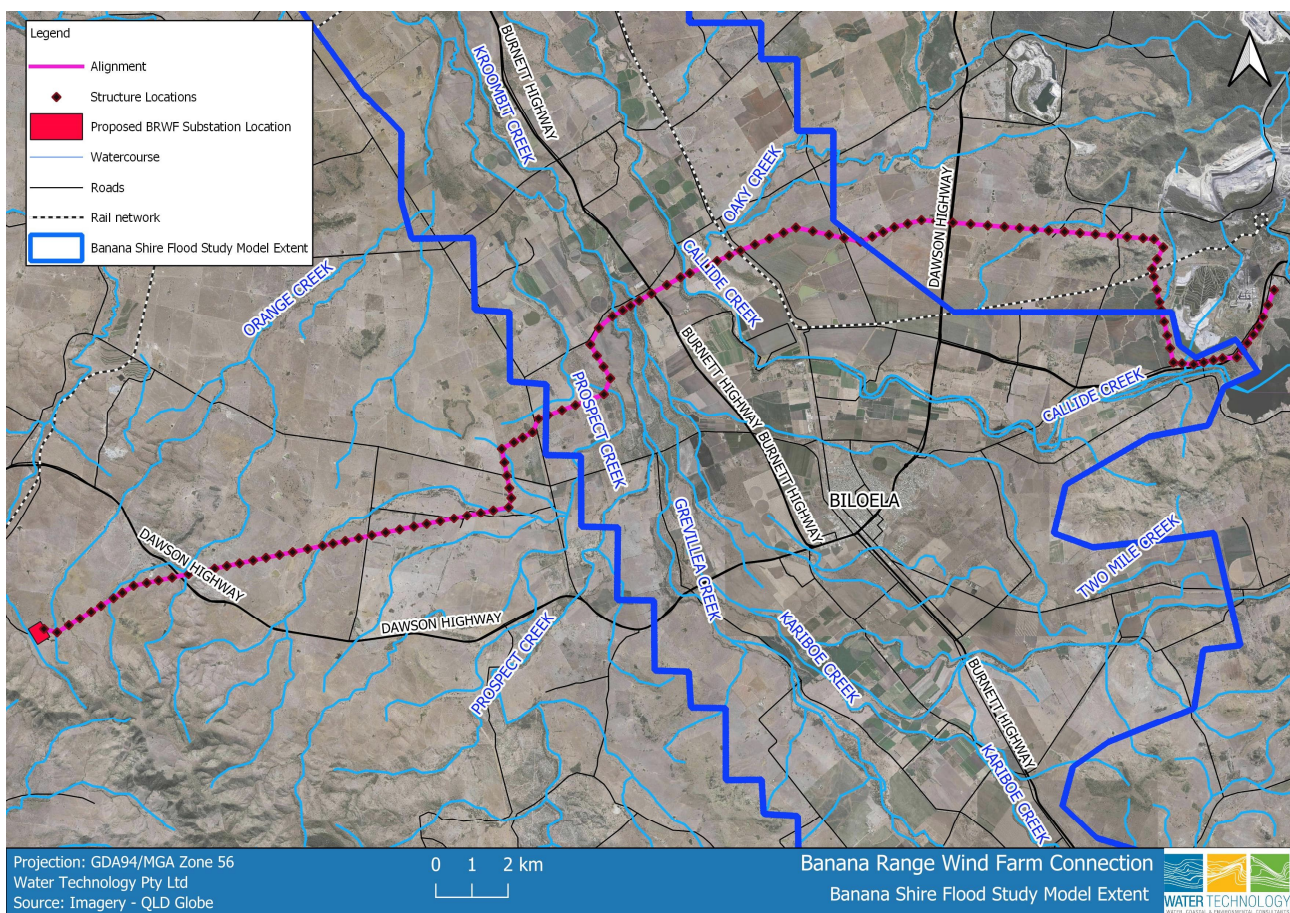 Legend
Alignment
Structure Locations
Proposed BRWF Substation Location
Watercourse
Roads
Rail network
Banana Shire Flood Study Model Extent
BURNETT HIGHWAY
KROOMBIT CREEK
OAKY CREEK
DAWSON HIGHWAY
CALLIDE CREEK
ORANGE CREEK
BURNETT HIGHWAY
BURNETT HIGHWAY
PROSPECT CREEK
CALLIDE CREEK
BILOELA
GREVILLEA CREEK
TWO MILE CREEK
DAWSON HIGHWAY
DAWSON HIGHWAY
PROSPECT CREEK
KARIBOE CREEK
BURNETT HIGHWAY
KARIBOE CREEK
Projection: GDA94/MGA Zone 56
Water Technology Pty Ltd
Source: Imagery - QLD Globe
0 1 2 km
Banana Range Wind Farm Connection
Banana Shire Flood Study Model Extent
WATER TECHNOLOGY
WATER, COASTAL & ENVIRONMENTAL CONSULTANTS